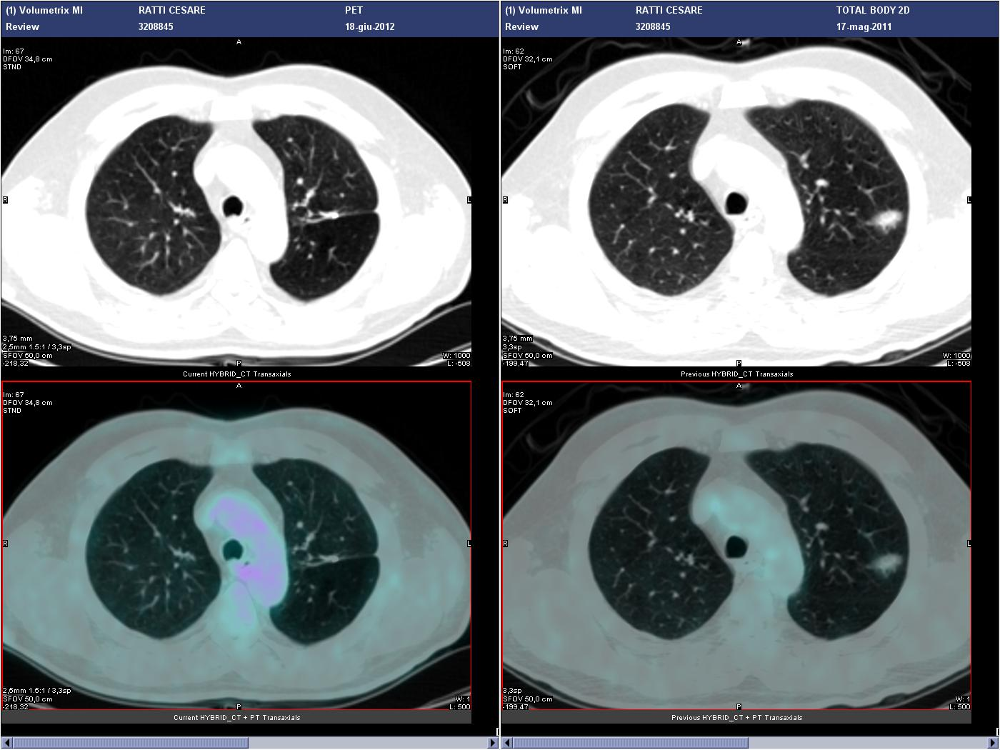 (1) Volumetrix MI RATTI CESARE PET
Review 3208845 18-giu-2012
A
Im: 67
DFOV 34,8 cm
STND
R
L
3,75 mm
2,5mm 1.5:1 / 3,3sp
SFOV 50,0 cm W: 1000
-218,32 P L: -508
Current HYBRID_CT Transaxials
A
Im: 67
DFOV 34,8 cm
STND
R
L
2,5mm 1.5:1 / 3,3sp
SFOV 50,0 cm W: 1
-218,32 P L: 500
Current HYBRID_CT + PT Transaxials
(1) Volumetrix MI RATTI CESARE TOTAL BODY 2D
Review 3208845 17-mag-2011
A
Im: 62
DFOV 32,1 cm
SOFT
R
L
3,75 mm
3,3sp
SFOV 50,0 cm W: 1000
-199,47 P L: -508
Previous HYBRID_CT Transaxials
A
Im: 62
DFOV 32,1 cm
SOFT
R
L
3,3sp
SFOV 50,0 cm W: 1
-199,47 P L: 500
Previous HYBRID_CT + PT Transaxials